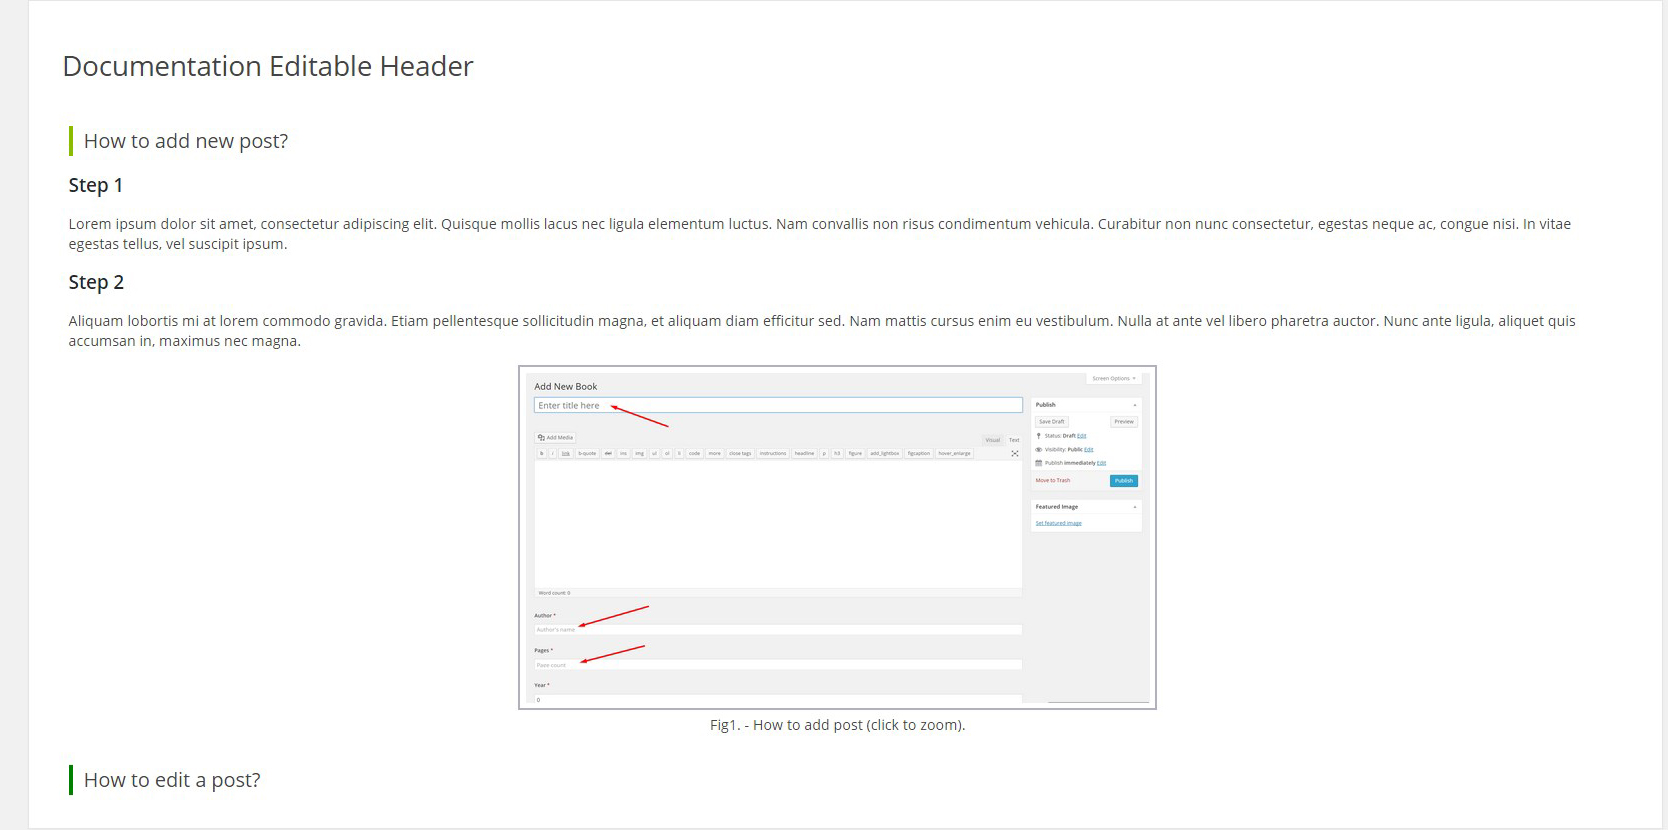 Documentation Editable Header
How to add new post?
Step 1
Lorem ipsum dolor sit amet, consectetur adipiscing elit. Quisque mollis lacus nec ligula elementum luctus. Nam convallis non risus condimentum vehicula. Curabitur non nunc consectetur, egestas neque ac, congue nisi. In vitae
egestas tellus, vel suscipit ipsum.
Step 2
Aliquam lobortis mi at lorem commodo gravida. Etiam pellentesque sollicitudin magna, et aliquam diam efficitur sed. Nam mattis cursus enim eu vestibulum. Nulla at ante vel libero pharetra auctor. Nunc ante ligula, aliquet quis
accumsan in, maximus nec magna.
Screen Options
Add New Book
Enter title here
Add Media
Visual Text
b i link b-quote del ins img ul ol li code more close tags instructions headline p h3 figure add_lightbox figcaption hover_enlarge
Word count: 0
Author *
Author's name
Pages *
Page count
Year *
0
Publish
Save Draft Preview
Status: Draft Edit
Visibility: Public Edit
Publish immediately Edit
Move to Trash Publish
Featured Image
Set featured image
Fig1. - How to add post (click to zoom).
How to edit a post?